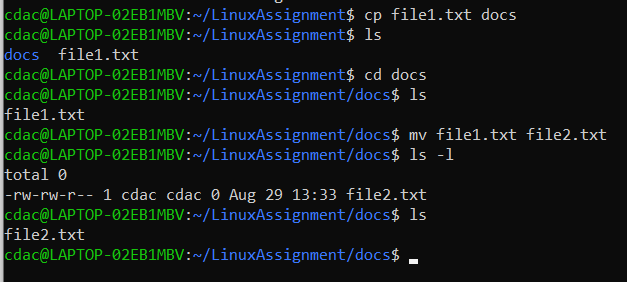 cdac@LAPTOP-02EB1MBV:~/LinuxAssignment$ cp file1.txt docs
cdac@LAPTOP-02EB1MBV:~/LinuxAssignment$ ls
docs  file1.txt
cdac@LAPTOP-02EB1MBV:~/LinuxAssignment$ cd docs
cdac@LAPTOP-02EB1MBV:~/LinuxAssignment/docs$ ls
file1.txt
cdac@LAPTOP-02EB1MBV:~/LinuxAssignment/docs$ mv file1.txt file2.txt
cdac@LAPTOP-02EB1MBV:~/LinuxAssignment/docs$ ls -l
total 0
-rw-rw-r-- 1 cdac cdac 0 Aug 29 13:33 file2.txt
cdac@LAPTOP-02EB1MBV:~/LinuxAssignment/docs$ ls
file2.txt
cdac@LAPTOP-02EB1MBV:~/LinuxAssignment/docs$